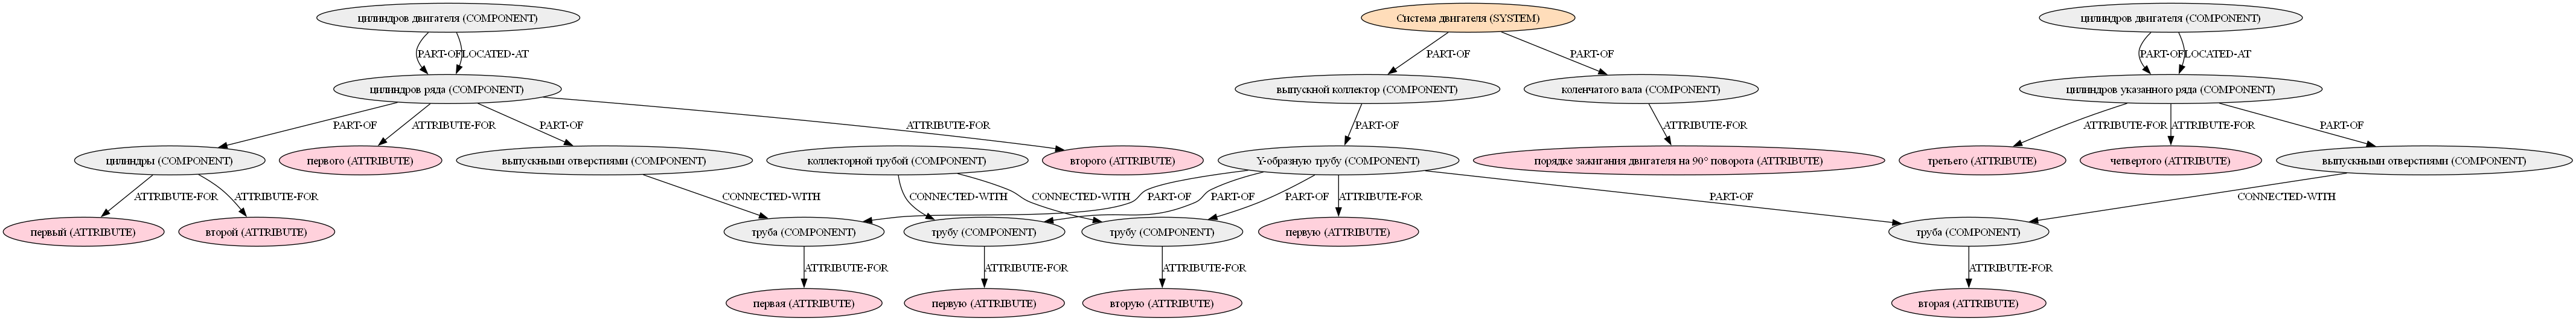 цилиндров двигателя (COMPONENT)
Система двигателя (SYSTEM)
цилиндров двигателя (COMPONENT)
PART-OF
LOCATED-AT
PART-OF
PART-OF
PART-OF
LOCATED-AT
цилиндров ряда (COMPONENT)
выпускной коллектор (COMPONENT)
коленчатого вала (COMPONENT)
цилиндров указанного ряда (COMPONENT)
PART-OF
ATTRIBUTE-FOR
PART-OF
ATTRIBUTE-FOR
PART-OF
ATTRIBUTE-FOR
ATTRIBUTE-FOR
ATTRIBUTE-FOR
PART-OF
цилиндры (COMPONENT)
первого (ATTRIBUTE)
выпускными отверстиями (COMPONENT)
коллекторной трубой (COMPONENT)
второго (ATTRIBUTE)
Y-образную трубу (COMPONENT)
порядке зажигания двигателя на 90° поворота (ATTRIBUTE)
третьего (ATTRIBUTE)
четвертого (ATTRIBUTE)
выпускными отверстиями (COMPONENT)
ATTRIBUTE-FOR
ATTRIBUTE-FOR
CONNECTED-WITH
CONNECTED-WITH
CONNECTED-WITH
PART-OF
PART-OF
PART-OF
ATTRIBUTE-FOR
PART-OF
CONNECTED-WITH
первый (ATTRIBUTE)
второй (ATTRIBUTE)
труба (COMPONENT)
трубу (COMPONENT)
трубу (COMPONENT)
первую (ATTRIBUTE)
труба (COMPONENT)
ATTRIBUTE-FOR
ATTRIBUTE-FOR
ATTRIBUTE-FOR
ATTRIBUTE-FOR
первая (ATTRIBUTE)
первую (ATTRIBUTE)
вторую (ATTRIBUTE)
вторая (ATTRIBUTE)